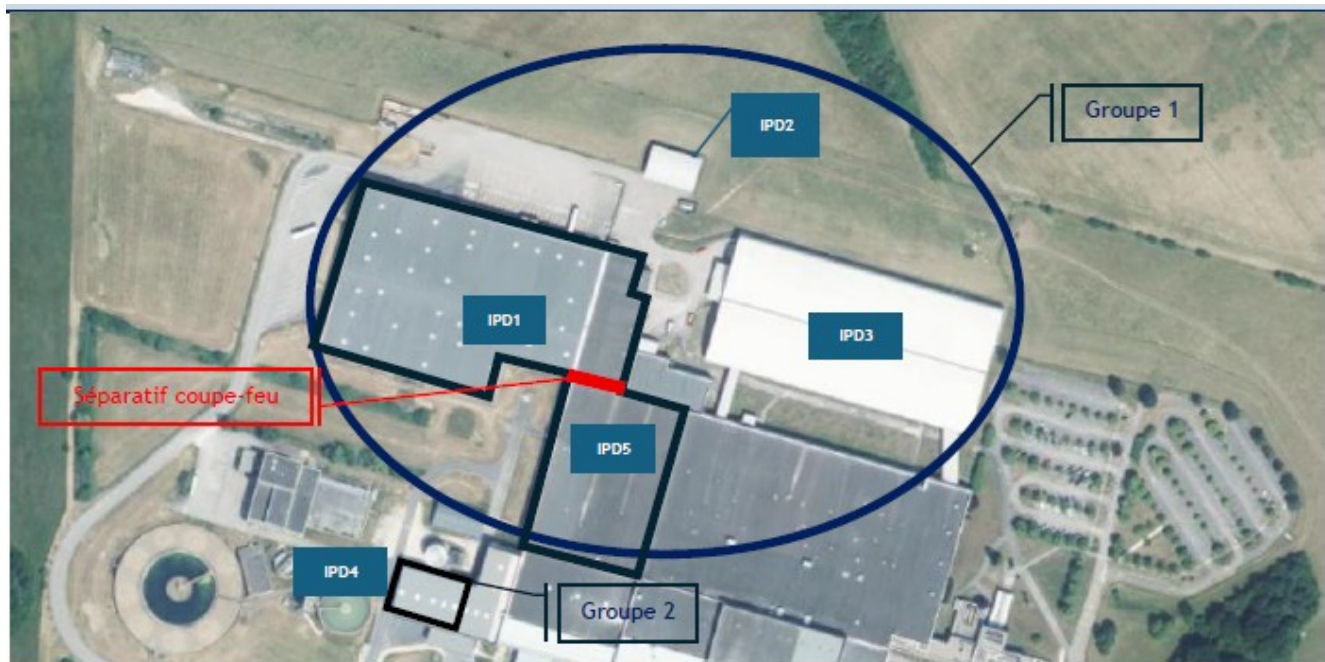 IPD2
Groupe 1
IPD1
IPD3
Séparatif coupe-feu
IPD5
IPD4
Groupe 2